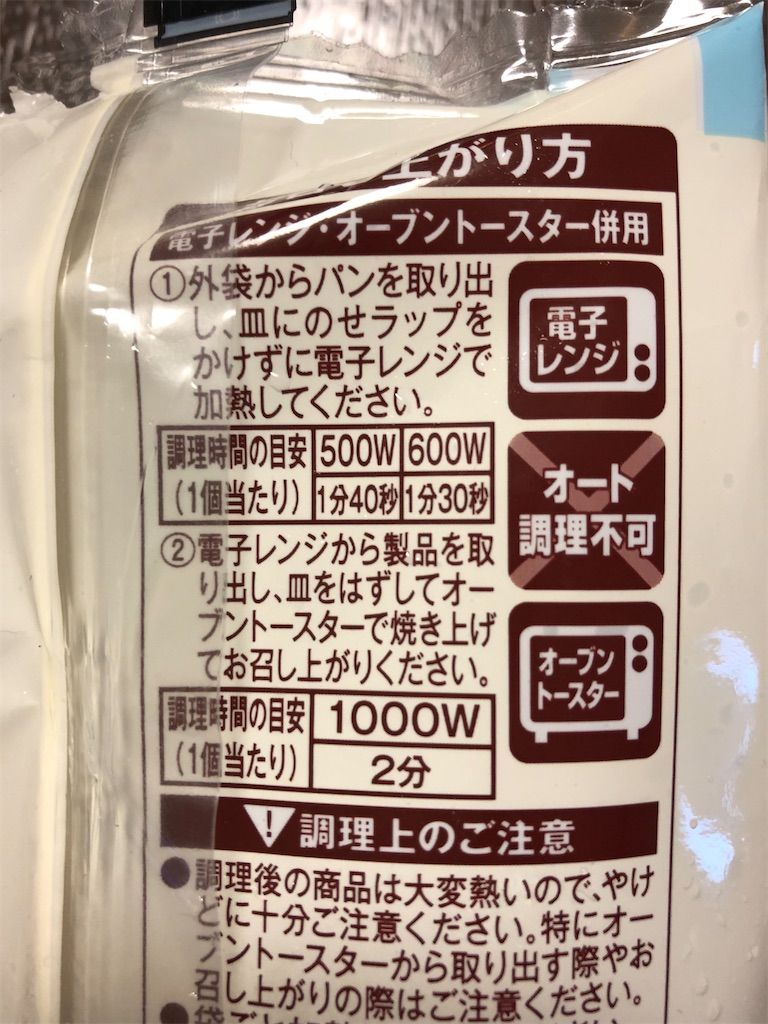 上がり方
電子レンジ・オーブントースター併用
①外袋からパンを取り出
し、皿にのせラップを
かけずに電子レンジで
加熱してください。
電子
レンジ
調理時間の目安 500W 600W
(1個当たり) 1分40秒 1分30秒
オート
調理不可
②電子レンジから製品を取
り出し、皿をはずしてオー
ブントースターで焼き上げ
てお召し上がりください。
オーブン
トースター
調理時間の目安 1000W
(1個当たり) 2分
! 調理上のご注意
●調理後の商品は大変熱いので、やけ
どに十分ご注意ください。特にオー
ブントースターから取り出す際やお
召し上がりの際はご注意ください。